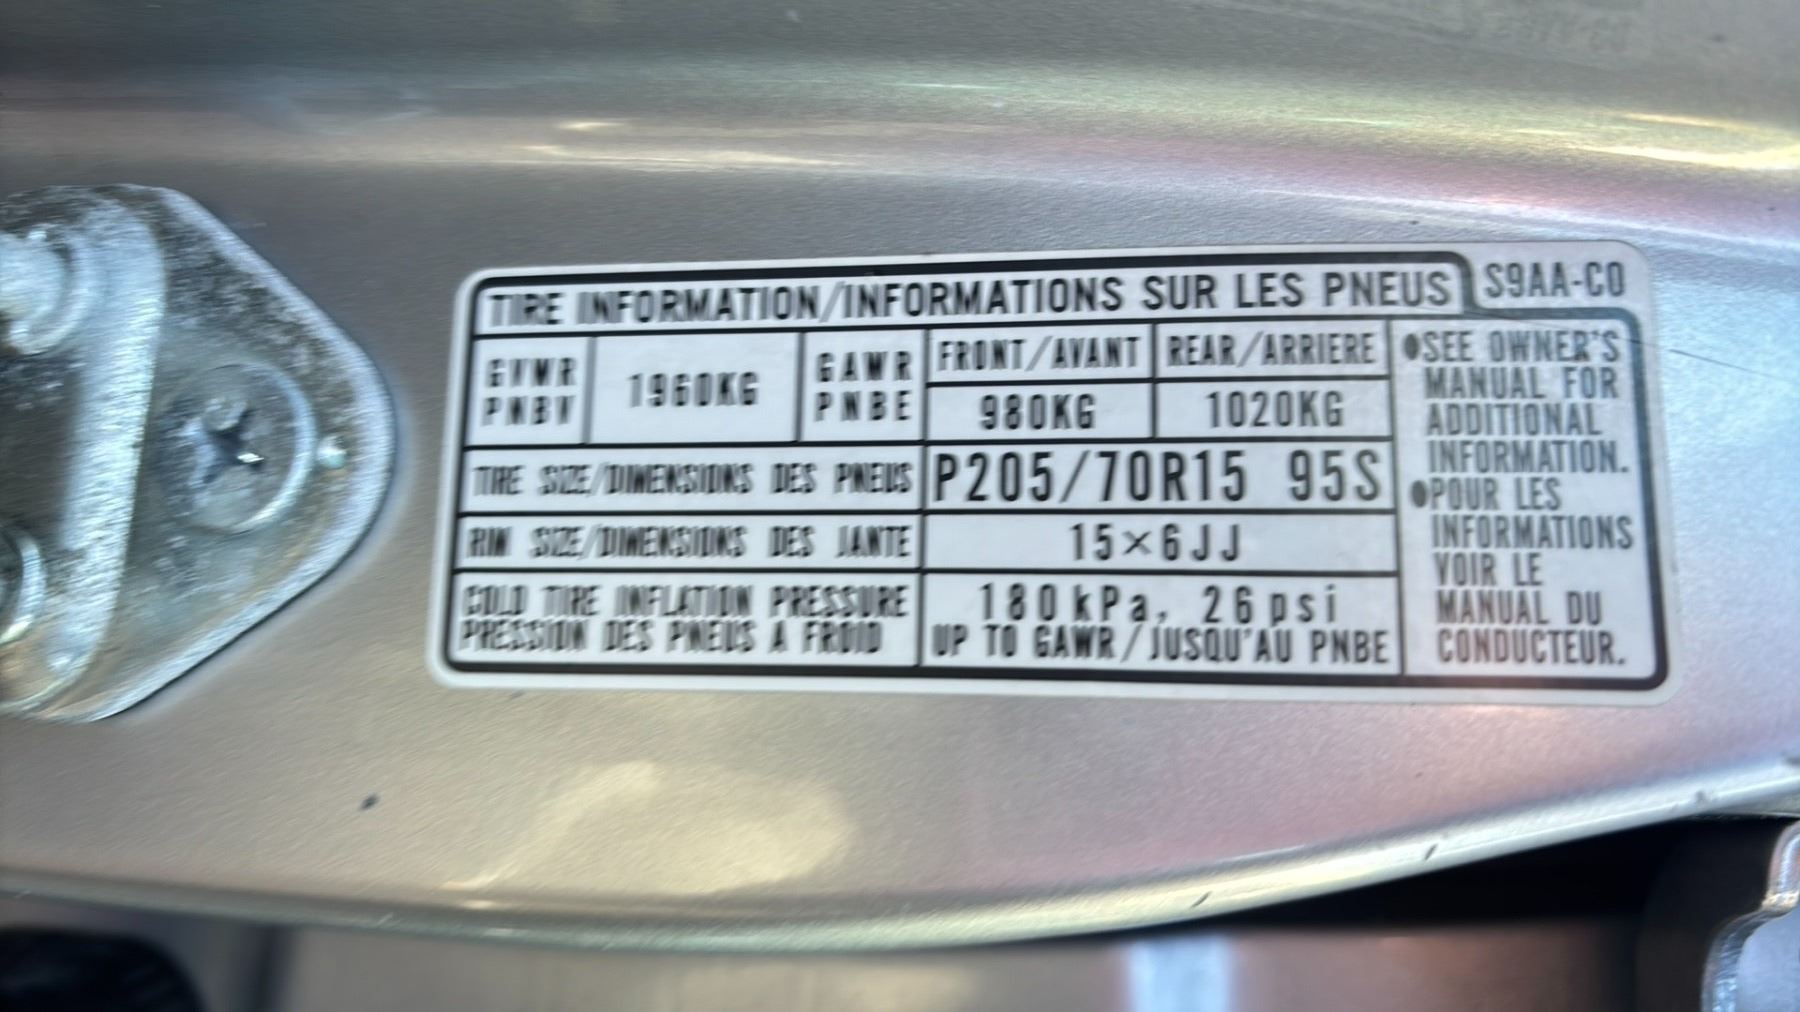 TIRE INFORMATION/INFORMATIONS SUR LES PNEUS
S9AA-C0
GVWR
PNBV
1960KG
GAWR
PNBE
FRONT/AVANT
REAR/ARRIERE
980KG
1020KG
TIRE SIZE/DIMENSIONS DES PNEUS
P205/70R15 95S
RIM SIZE/DIMENSIONS DES JANTE
15×6JJ
COLD TIRE INFLATION PRESSURE
PRESSION DES PNEUS A FROID
180kPa, 26psi
UP TO GAWR/JUSQU'AU PNBE
●SEE OWNER'S
MANUAL FOR
ADDITIONAL
INFORMATION.
●POUR LES
INFORMATIONS
VOIR LE
MANUAL DU
CONDUCTEUR.